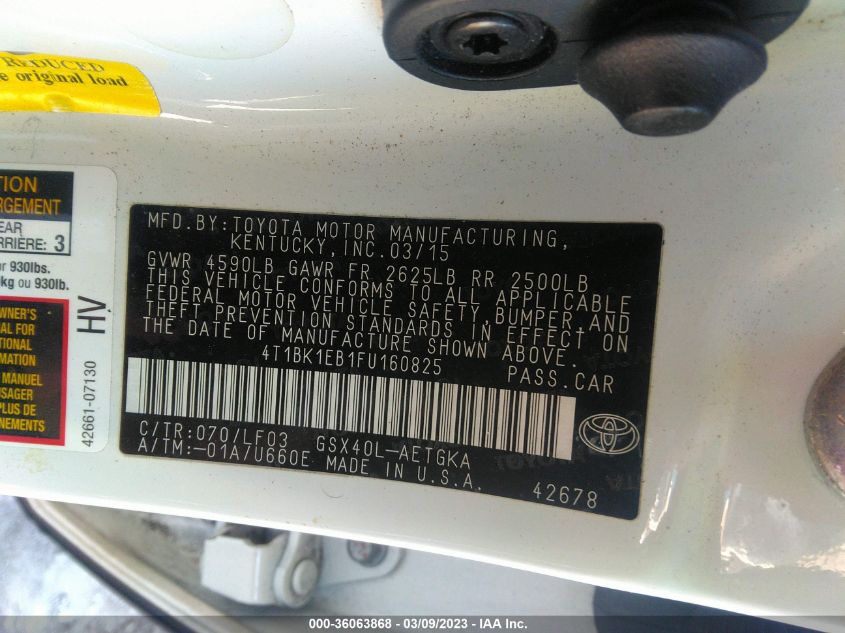 REDUCED
e original load
TION
RGEMENT
EAR
ARRIERE: 3
or 930lbs.
kg ou 930lb.
HV
OWNER'S
AL FOR
TIONAL
MATION
MANUEL
USAGER
PLUS DE
NEMENTS
42661-07130
MFD.BY:TOYOTA MOTOR MANUFACTURING,
KENTUCKY,INC.03/15
GVWR 4590LB GAWR FR 2625LB RR 2500LB
THIS VEHICLE CONFORMS TO ALL APPLICABLE
FEDERAL MOTOR VEHICLE SAFETY,BUMPER,AND
THEFT PREVENTION STANDARDS IN EFFECT ON
THE DATE OF MANUFACTURE SHOWN ABOVE.
4T1BK1EB1FU160825
PASS.CAR
C/TR:070/LF03 GSX40L-AETGKA
A/TM:-01A/U660E MADE IN U.S.A.
TOYOTA
42678
000-36063868 - 03/09/2023 - IAA Inc.